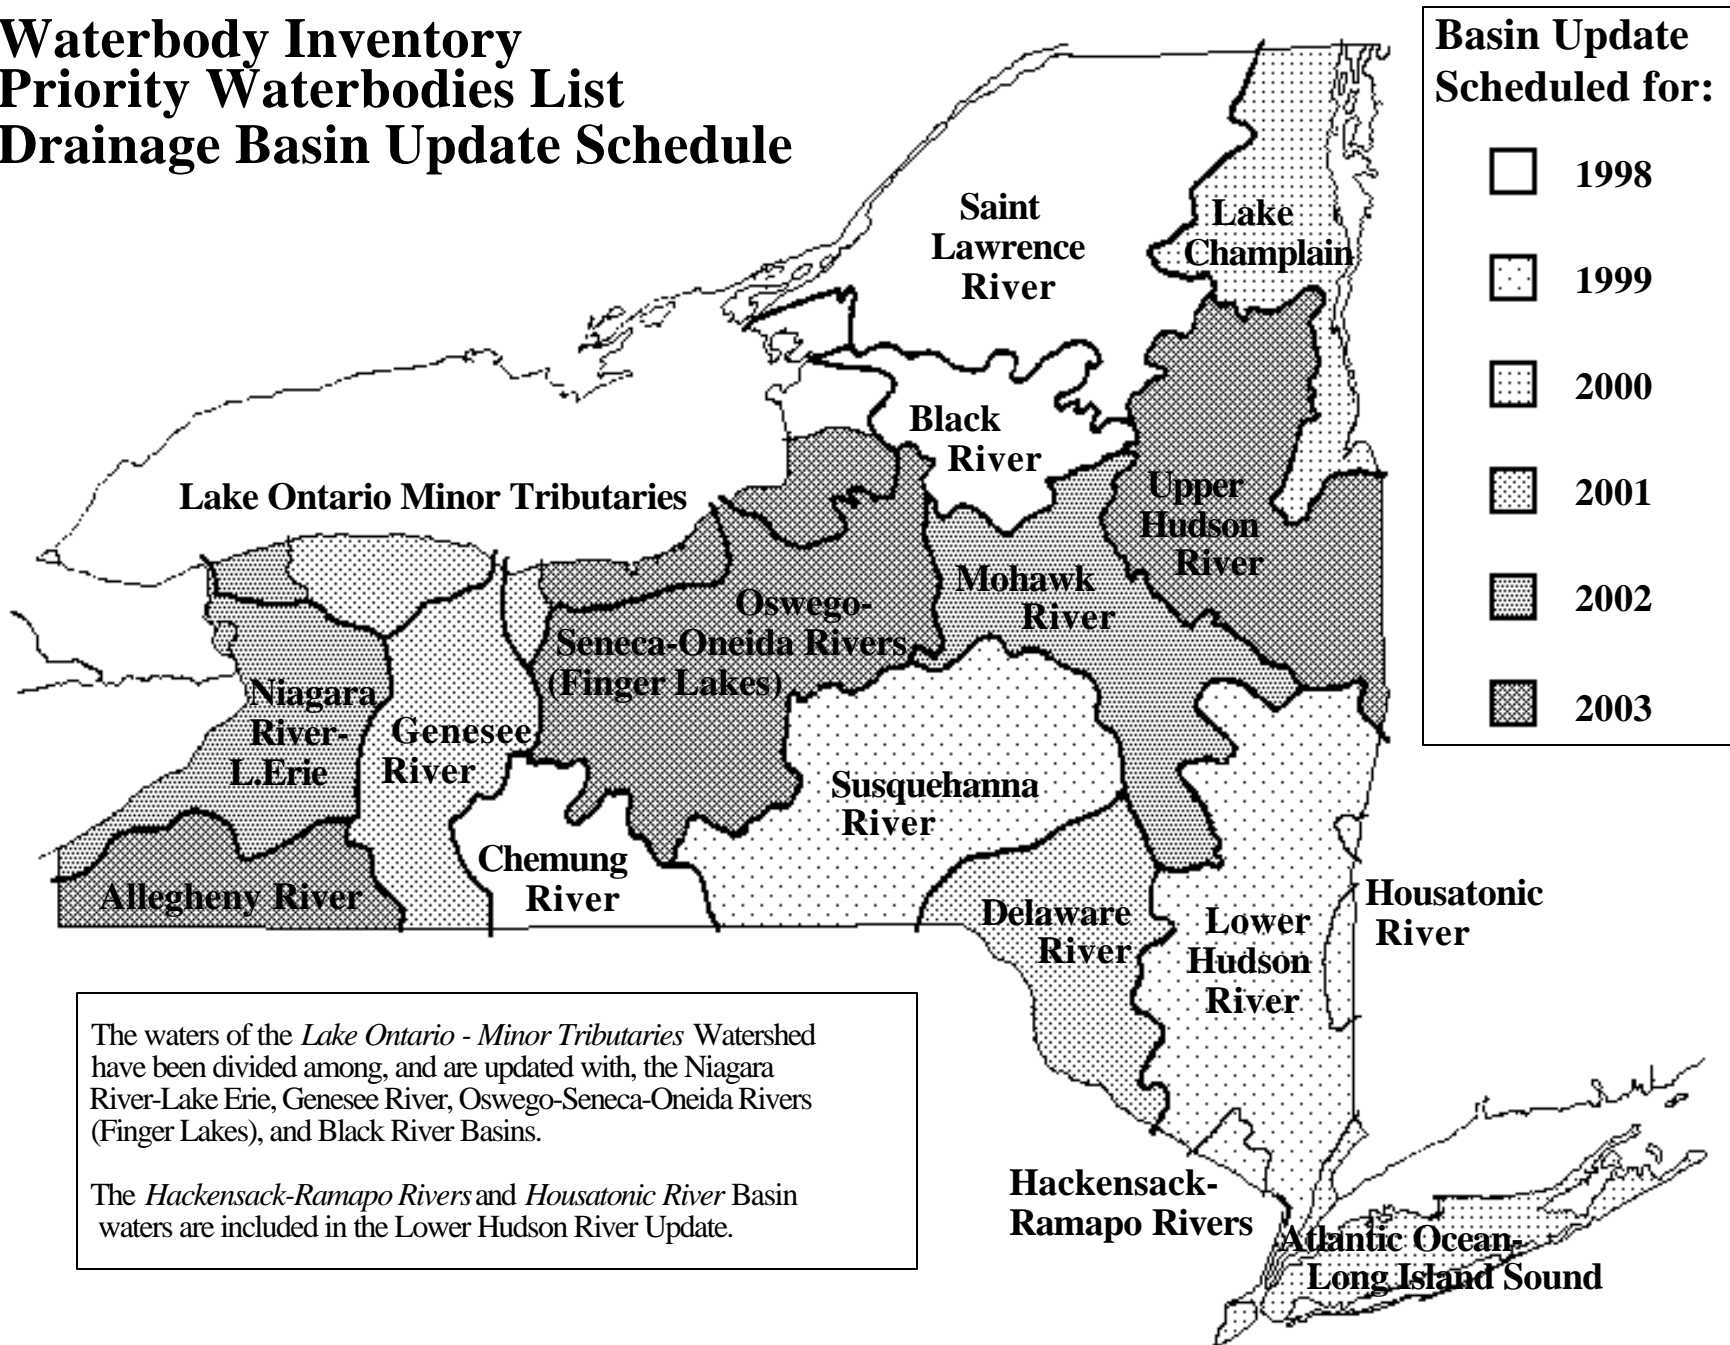 Waterbody Inventory
Priority Waterbodies List
Drainage Basin Update Schedule
Basin Update
Scheduled for:
1998
1999
2000
2001
2002
2003
Saint
Lawrence
River
Lake
Champlain
Black
River
Lake Ontario Minor Tributaries
Upper
Hudson
River
Mohawk
River
Oswego-
Seneca-Oneida Rivers
(Finger Lakes)
Niagara
River-
L.Erie
Genesee
River
Susquehanna
River
Chemung
River
Allegheny River
Delaware
River
Lower
Hudson
River
Housatonic
River
Hackensack-
Ramapo Rivers
Atlantic Ocean-
Long Island Sound
The waters of the Lake Ontario - Minor Tributaries Watershed
have been divided among, and are updated with, the Niagara
River-Lake Erie, Genesee River, Oswego-Seneca-Oneida Rivers
(Finger Lakes), and Black River Basins.
The Hackensack-Ramapo Rivers and Housatonic River Basin
waters are included in the Lower Hudson River Update.